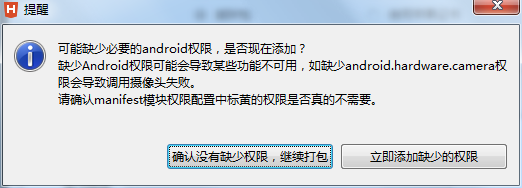 提醒
可能缺少必要的android权限，是否现在添加？
缺少Android权限可能会导致某些功能不可用，如缺少android.hardware.camera权
限会导致调用摄像头失败。
请确认manifest模块权限配置中标黄的权限是否真的不需要。
确认没有缺少权限，继续打包
立即添加缺少的权限